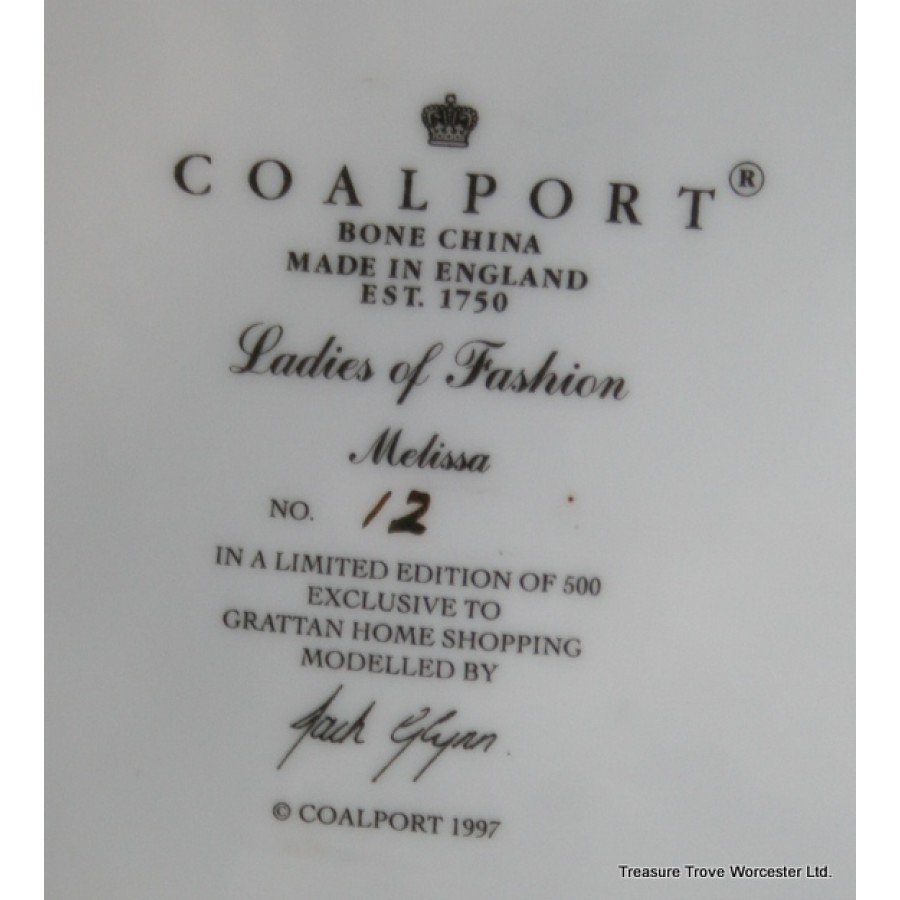 COALPORT®
BONE CHINA
MADE IN ENGLAND
EST. 1750
Ladies of Fashion
Melissa
NO. 12
IN A LIMITED EDITION OF 500
EXCLUSIVE TO
GRATTAN HOME SHOPPING
MODELLED BY
Jack Glynn
© COALPORT 1997
Treasure Trove Worcester Ltd.